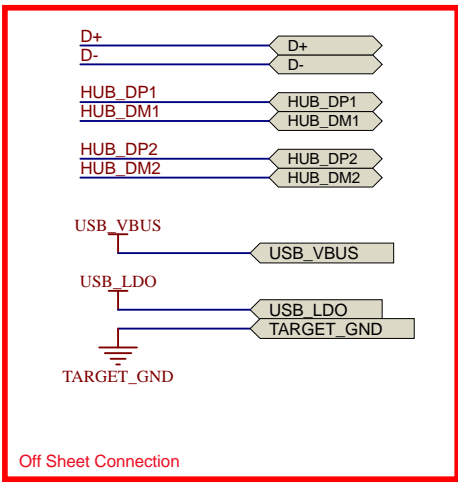 D+ D+
D- D-
HUB_DP1 HUB_DP1
HUB_DM1 HUB_DM1
HUB_DP2 HUB_DP2
HUB_DM2 HUB_DM2
USB_VBUS
USB_VBUS
USB_LDO
USB_LDO
TARGET_GND
TARGET_GND
Off Sheet Connection